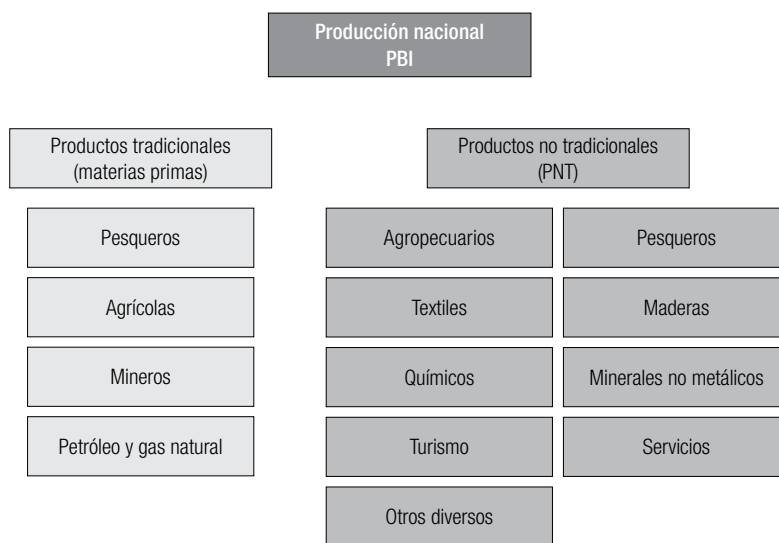 Producción nacional
PBI
Productos tradicionales
(materias primas)
Pesqueros
Agrícolas
Mineros
Petróleo y gas natural
Productos no tradicionales
(PNT)
Agropecuarios
Pesqueros
Textiles
Maderas
Químicos
Minerales no metálicos
Turismo
Servicios
Otros diversos